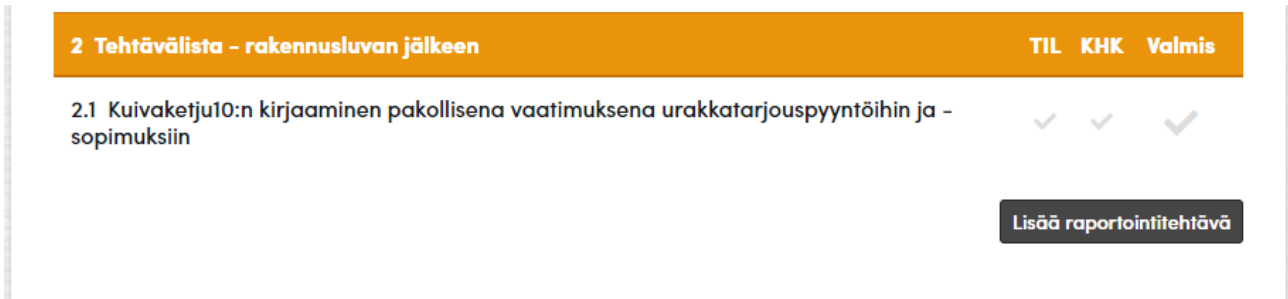 2 Tehtävälista - rakennusluvan jälkeen TIL KHK Valmis
2.1 Kuivaketju10:n kirjaaminen pakollisena vaatimuksena urakkatarjouspyyntöihin ja -
sopimuksiin
Lisää raportointitehtävä